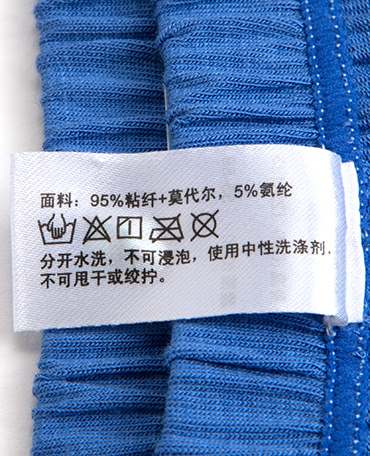 面料：95%粘纤+莫代尔，5%氨纶
分开水洗，不可浸泡，使用中性洗涤剂，
不可甩干或绞拧。